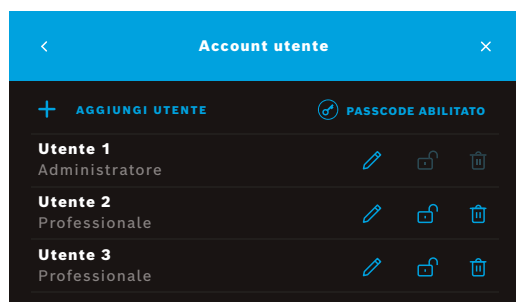 Account utente
AGGIUNGI UTENTE
PASSCODE ABILITATO
Utente 1
Administratore
Utente 2
Professionale
Utente 3
Professionale